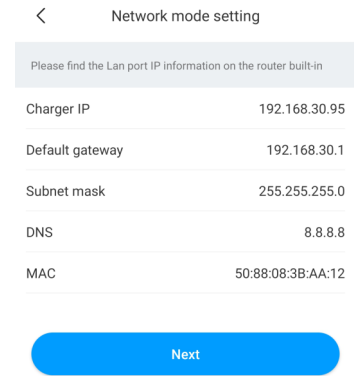 Network mode setting
Please find the Lan port IP information on the router built-in
Charger IP 192.168.30.95
Default gateway 192.168.30.1
Subnet mask 255.255.255.0
DNS 8.8.8.8
MAC 50:88:08:3B:AA:12
Next